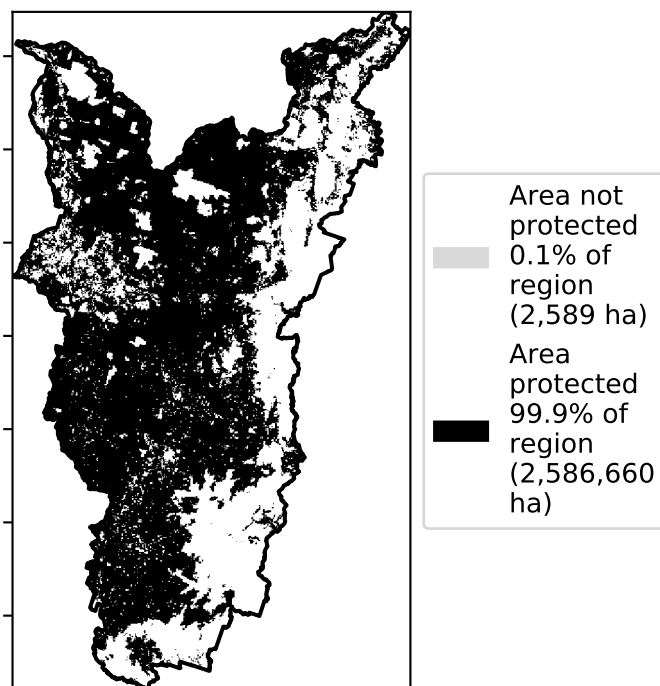 Area not
protected
0.1% of
region
(2,589 ha)
Area
protected
99.9% of
region
(2,586,660
ha)